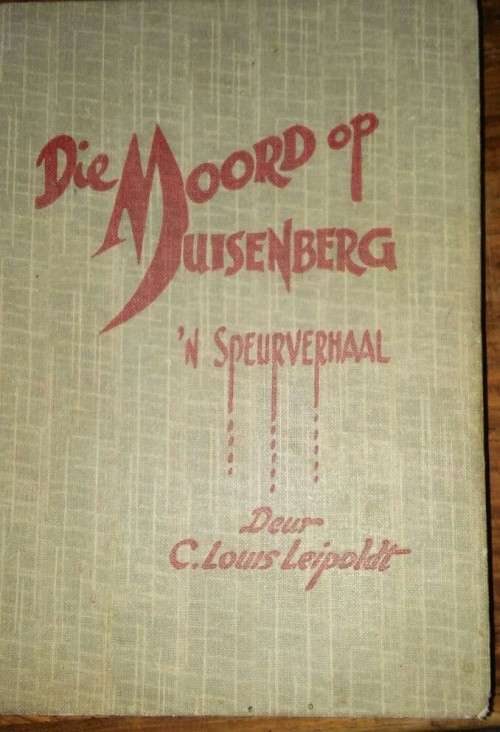 Die Moord op
Muisenberg
'n Speurverhaal
Deur
C. Louis Leipoldt